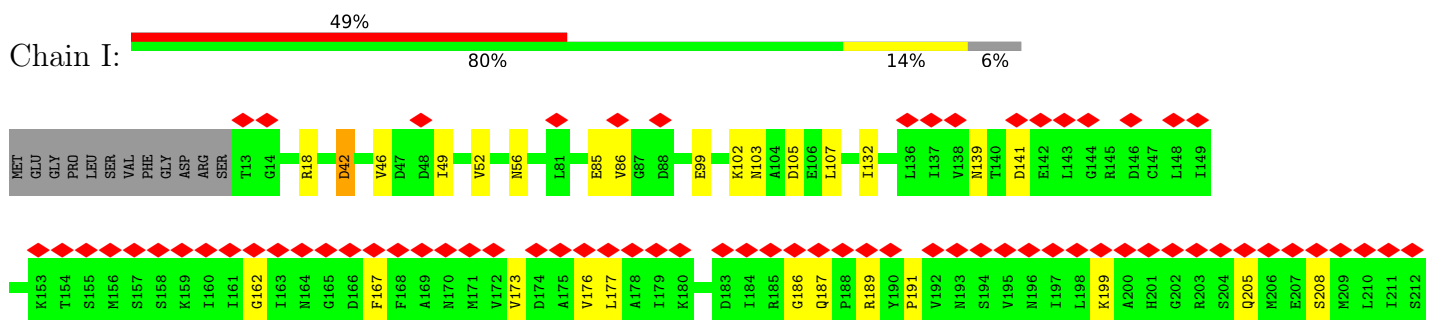 49%
Chain I:
80% 14% 6%
MET GLU GLY PRO LEU SER VAL PHE GLY ASP ARG SER T13 G14 R18 D42 V46 D47 D48 I49 V52 N56 L81 E85 V86 G87 D88 E99 K102 N103 A104 D105 E106 L107 I132 L136 I137 V138 N139 T140 D141 E142 L143 G144 R145 D146 C147 L148 I149
K153 T154 S155 M156 S157 S158 K159 I160 I161 G162 I163 N164 G165 D166 F167 F168 A169 N170 M171 V172 V173 D174 A175 V176 L177 A178 I179 K180 D183 I184 R185 G186 Q187 P188 R189 Y190 P191 V192 N193 S194 V195 N196 I197 L198 K199 A200 H201 G202 R203 S204 Q205 M206 E207 S208 M209 L210 I211 S212